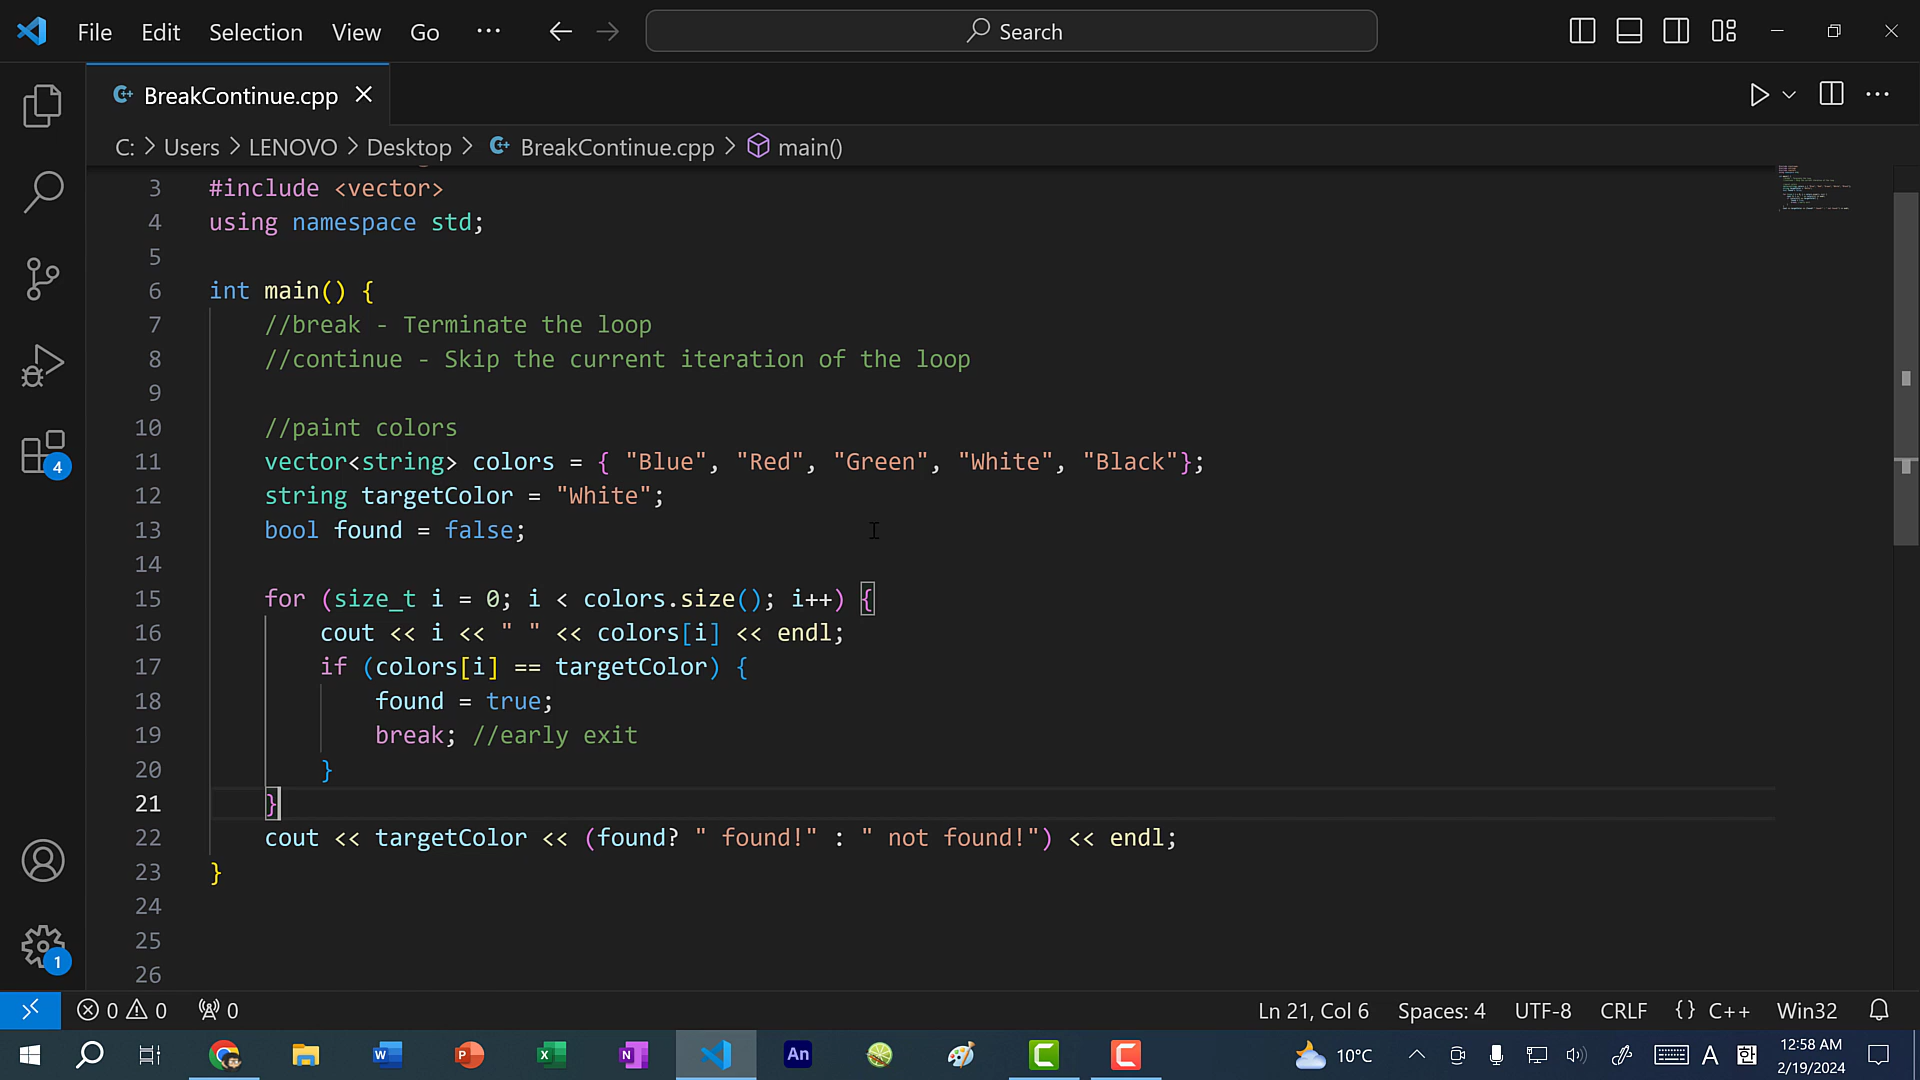 File Edit Selection View Go ··· Search
BreakContinue.cpp
C: > Users > LENOVO > Desktop > BreakContinue.cpp > main()
3 #include <vector>
4 using namespace std;
5
6 int main() {
7 //break - Terminate the loop
8 //continue - Skip the current iteration of the loop
9
10 //paint colors
11 vector<string> colors = { "Blue", "Red", "Green", "White", "Black"};
12 string targetColor = "White";
13 bool found = false;
14
15 for (size_t i = 0; i < colors.size(); i++) {
16 cout << i << " " << colors[i] << endl;
17 if (colors[i] == targetColor) {
18 found = true;
19 break; //early exit
20 }
21 }
22 cout << targetColor << (found? " found!" : " not found!") << endl;
23 }
24
25
26
4
1
0 0 0 Ln 21, Col 6 Spaces: 4 UTF-8 CRLF {} C++ Win32
W P X N An C C 10°C A 한 12:58 AM
2/19/2024